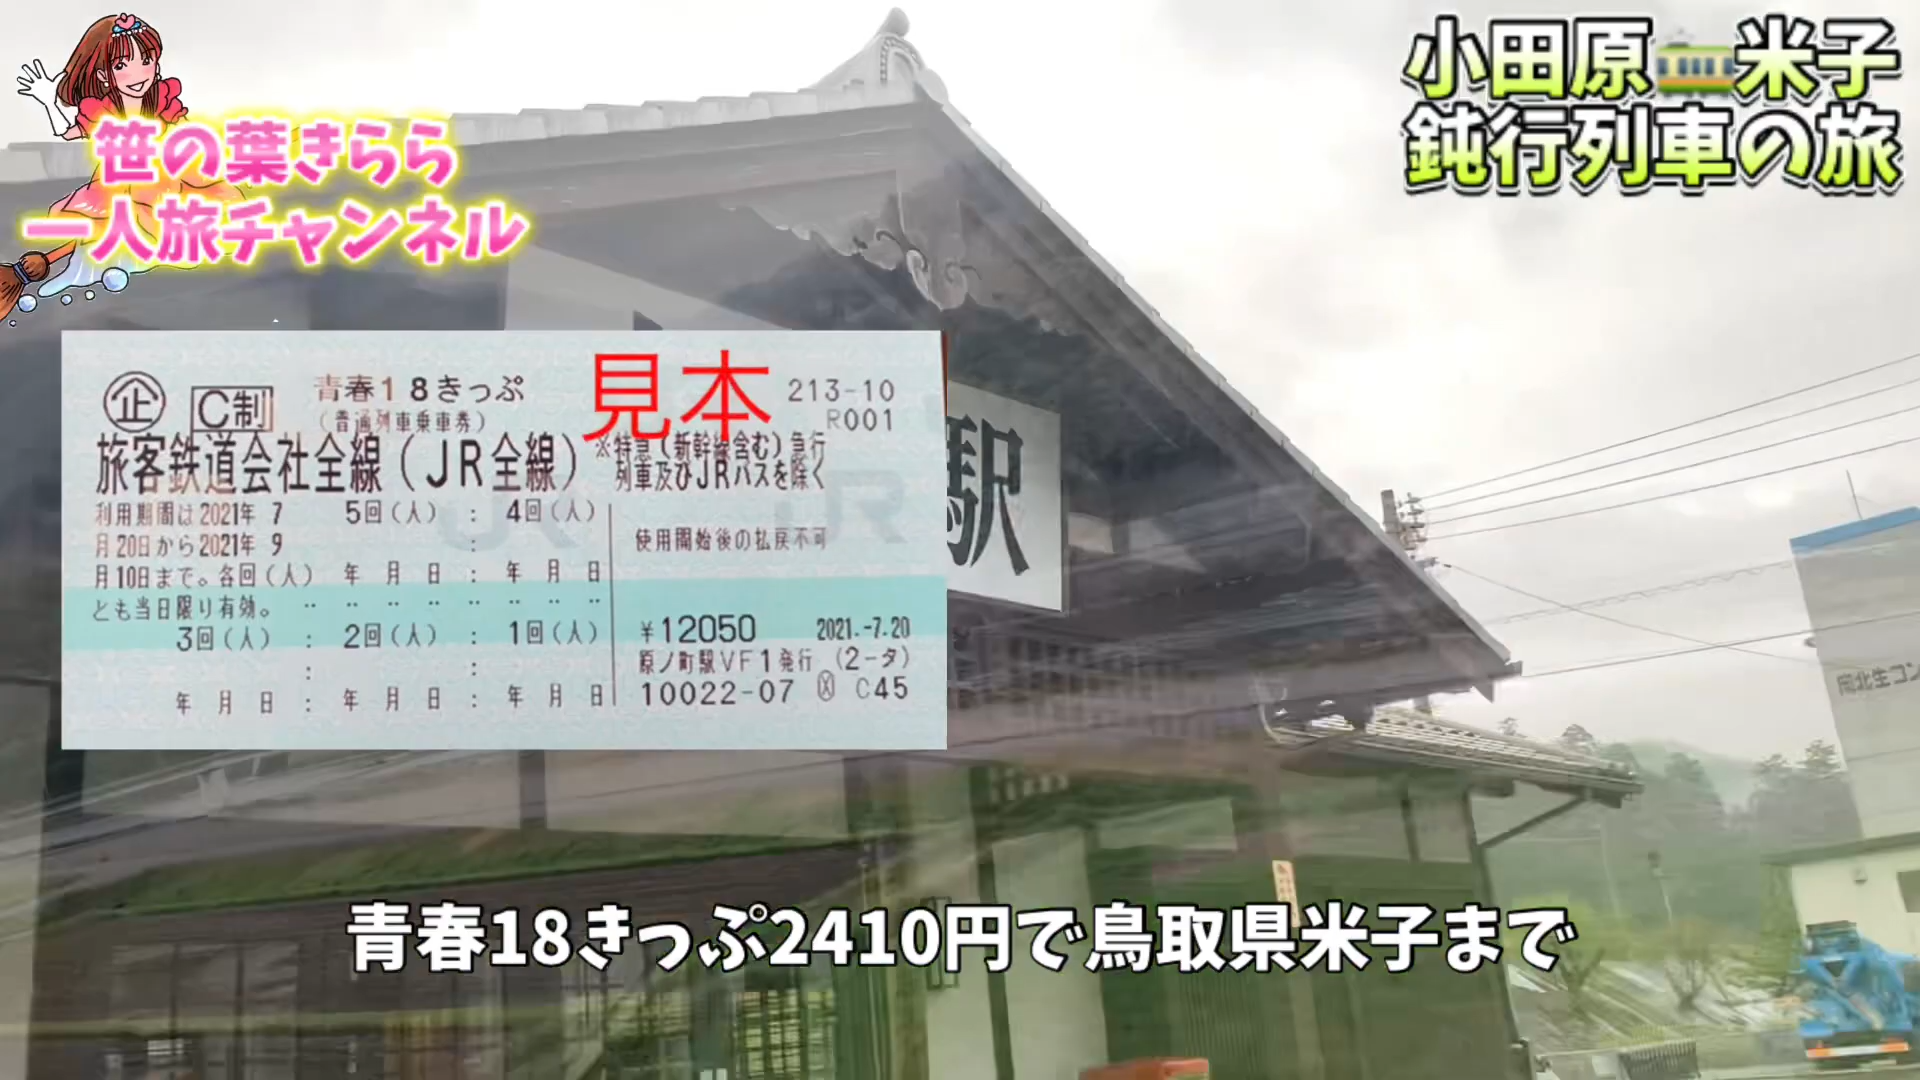 笹の葉きらら
一人旅チャンネル
小田原🚃米子
鈍行列車の旅
企 C制 青春18きっぷ 見本 213-10
(普通列車乗車券) R001
旅客鉄道会社全線(JR全線) ※特急(新幹線含む)急行
列車及びJRバスを除く
利用期間は2021年 7 5回(人) : 4回(人)
月20日から2021年 9 : 使用開始後の払戻不可
月10日まで。各回(人) 年 月 日 : 年 月 日
とも当日限り有効。
3回(人) : 2回(人) : 1回(人) ¥12050 2021.-7.20
: : 原ノ町駅VF1発行 (2-タ)
年 月 日 : 年 月 日 : 年 月 日 10022-07 C45
駅
青春18きっぷ2410円で鳥取県米子まで